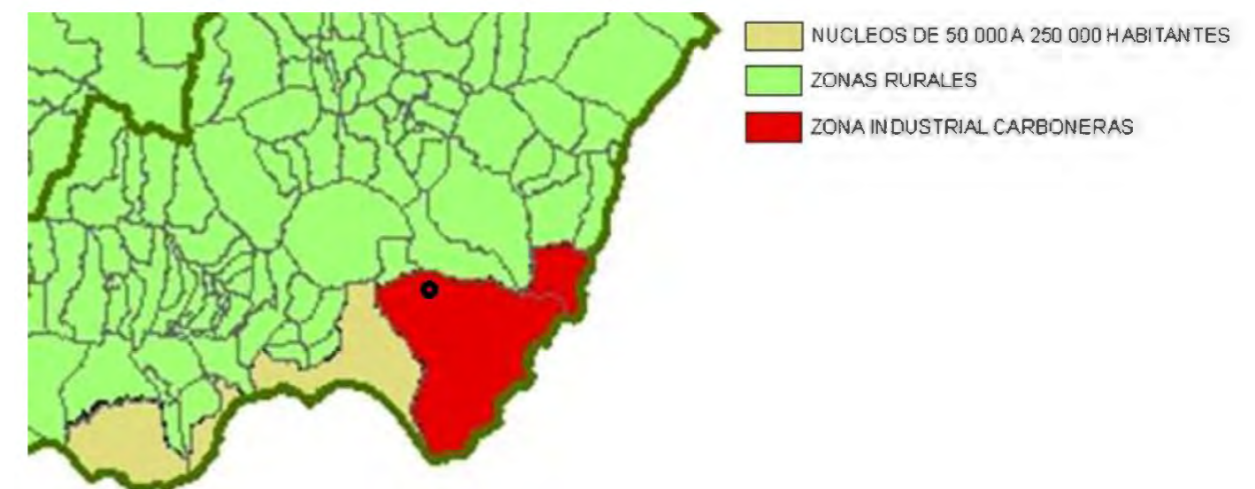 NUCLEOS DE 50 000 A 250 000 HABITANTES
ZONAS RURALES
ZONA INDUSTRIAL CARBONERAS